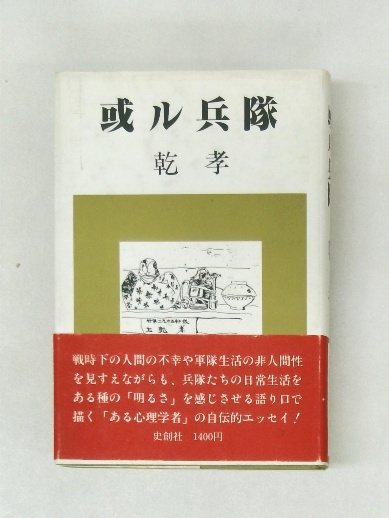 或ル兵隊
乾 孝
戦時下の人間の不幸や軍隊生活の非人間性
を見すえながらも、兵隊たちの日常生活を
ある種の「明るさ」を感じさせる語り口で
描く「ある心理学者」の自伝的エッセイ!
史創社 1400円